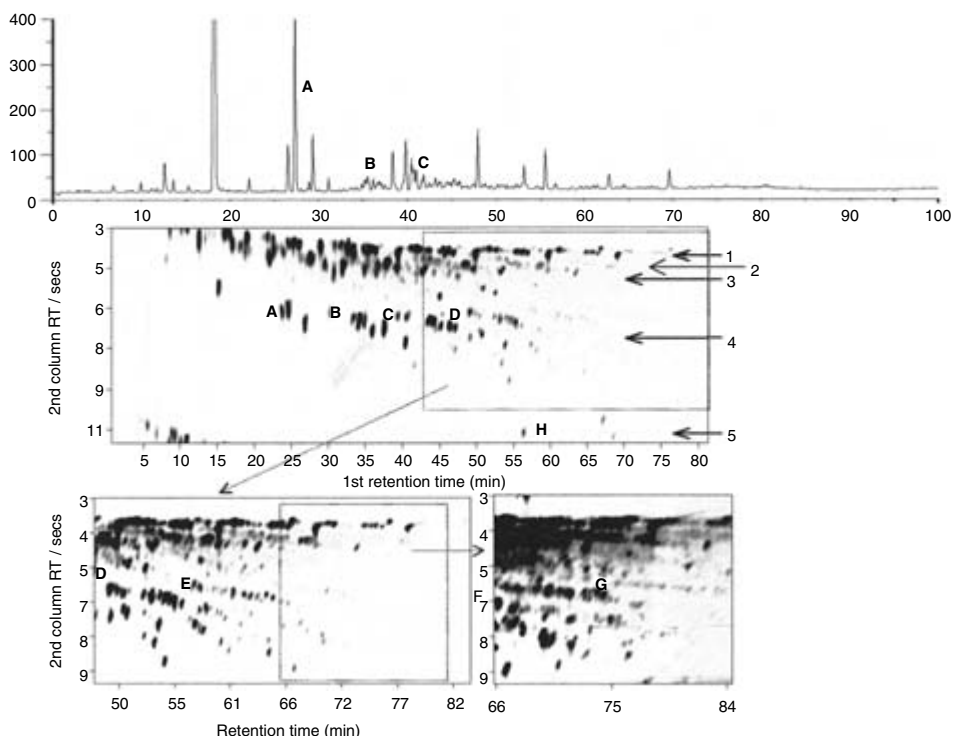 400
300
200
100
0
A
B
C
0 10 20 30 40 50 60 70 80 90 100
2nd column RT / secs
3
5
6
8
9
11
A B C D
H
1
2
3
4
5
5 10 15 20 25 30 35 40 45 50 55 60 65 70 75 80
1st retention time (min)
2nd column RT / secs
3
4
5
7
8
9
D
E
50 55 61 66 72 77 82
Retention time (min)
3
4
5
F
7
8
9
G
66 75 84